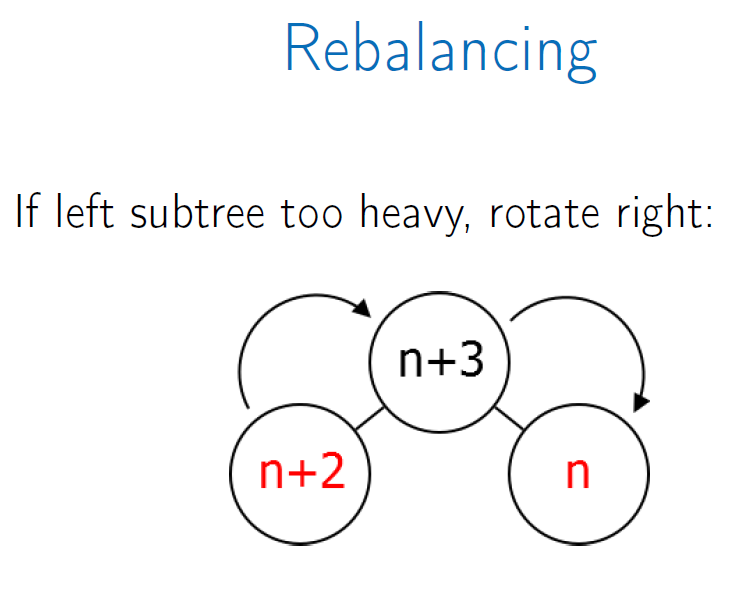 Rebalancing
If left subtree too heavy, rotate right:
n+3
n+2
n